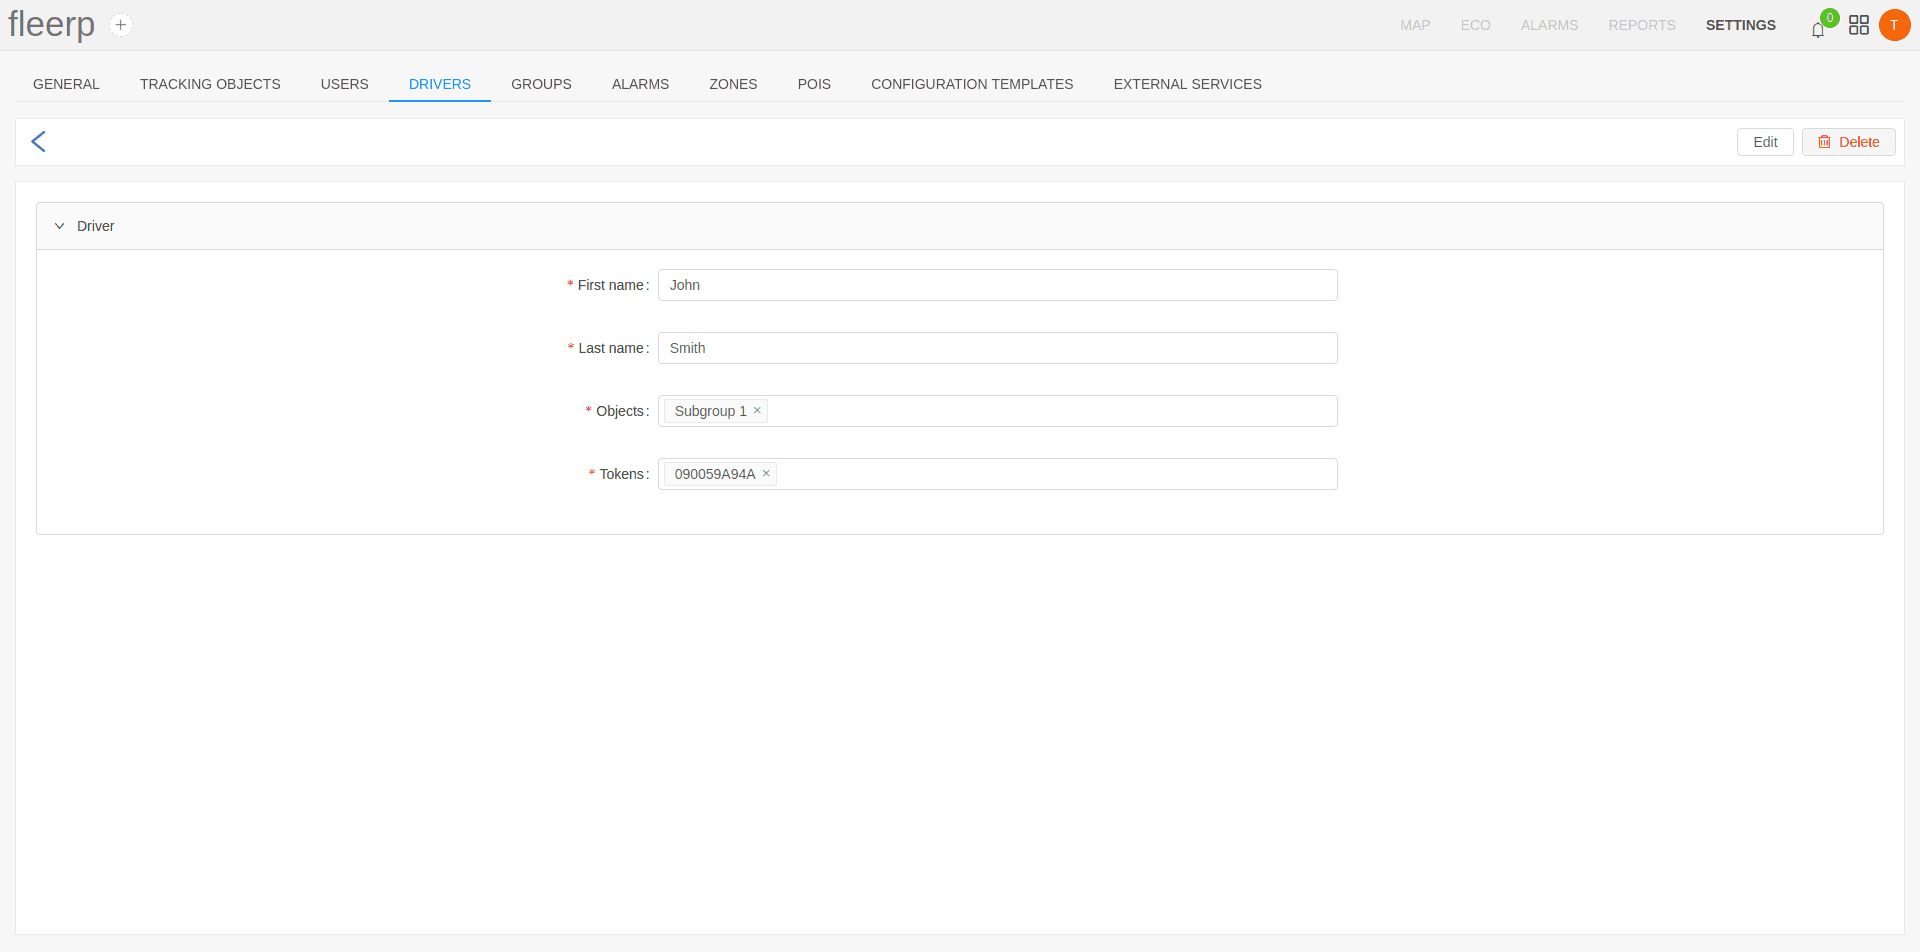 fleerp
MAP ECO ALARMS REPORTS SETTINGS 0 T
GENERAL TRACKING OBJECTS USERS DRIVERS GROUPS ALARMS ZONES POIS CONFIGURATION TEMPLATES EXTERNAL SERVICES
Edit Delete
Driver
* First name: John
* Last name: Smith
* Objects: Subgroup 1 ×
* Tokens: 090059A94A ×